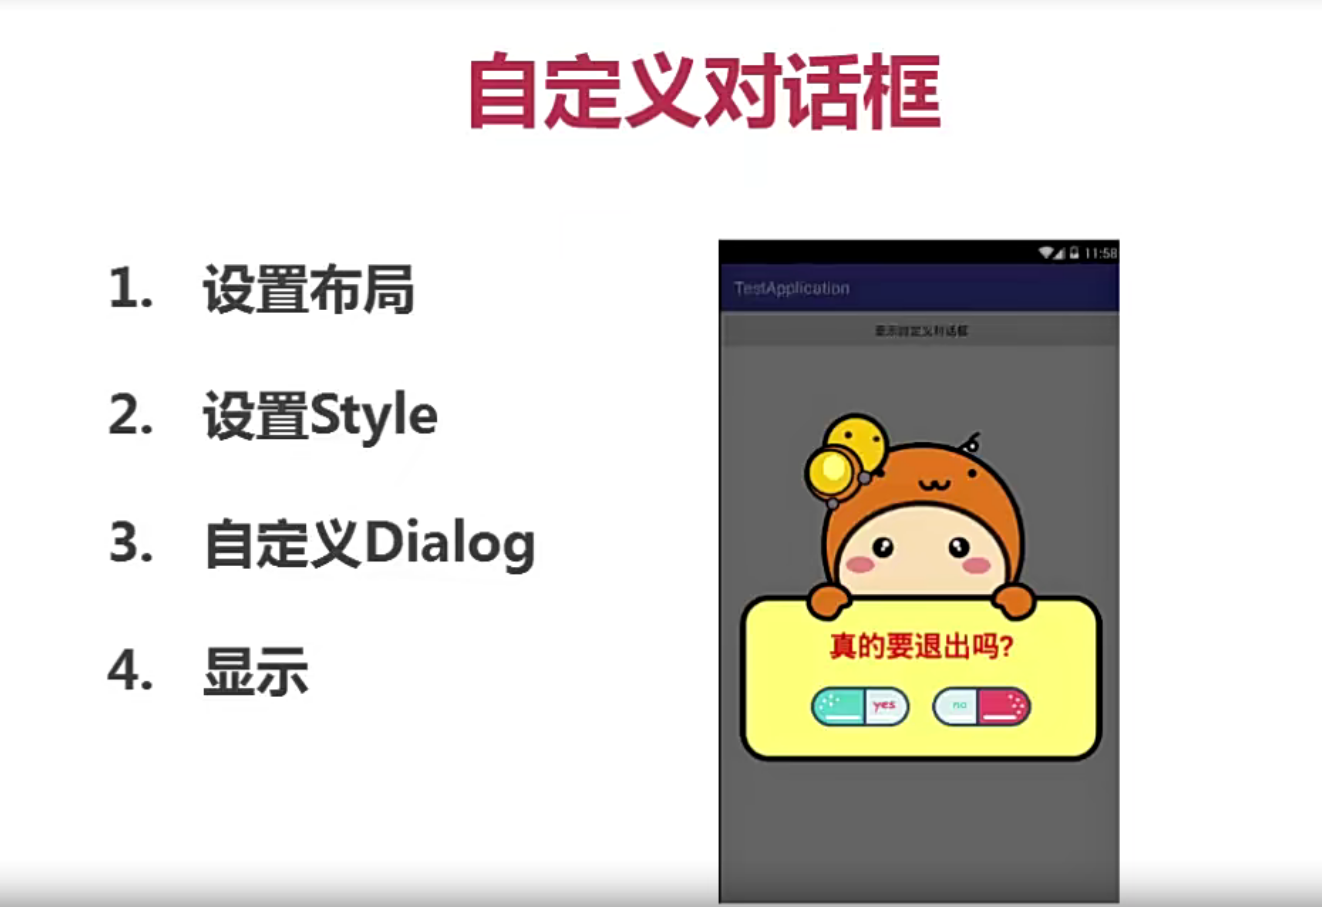 自定义对话框
1. 设置布局
2. 设置Style
3. 自定义Dialog
4. 显示
11:58
TestApplication
显示自定义对话框
真的要退出吗?
yes
no